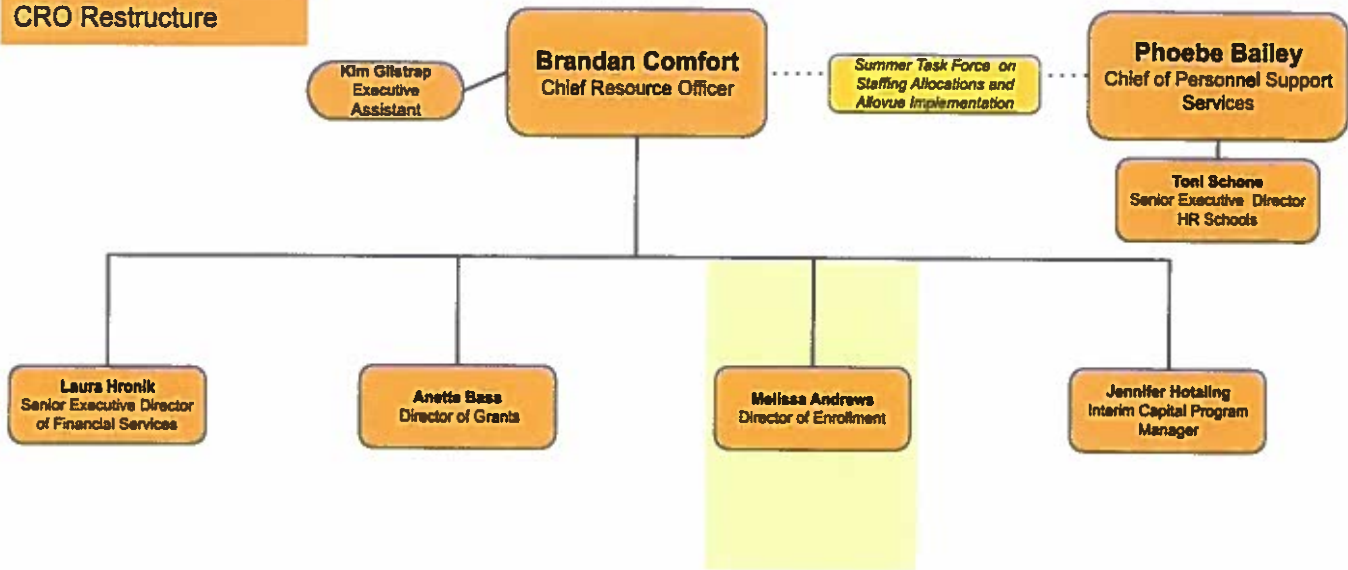 CRO Restructure
Kim Gilstrap
Executive
Assistant
Brandan Comfort
Chief Resource Officer
Summer Task Force on
Staffing Allocations and
Allovue Implementation
Phoebe Bailey
Chief of Personnel Support
Services
Toni Schone
Senior Executive Director
HR Schools
Laura Hronik
Senior Executive Director
of Financial Services
Anette Bass
Director of Grants
Melissa Andrews
Director of Enrollment
Jennifer Hotaling
Interim Capital Program
Manager